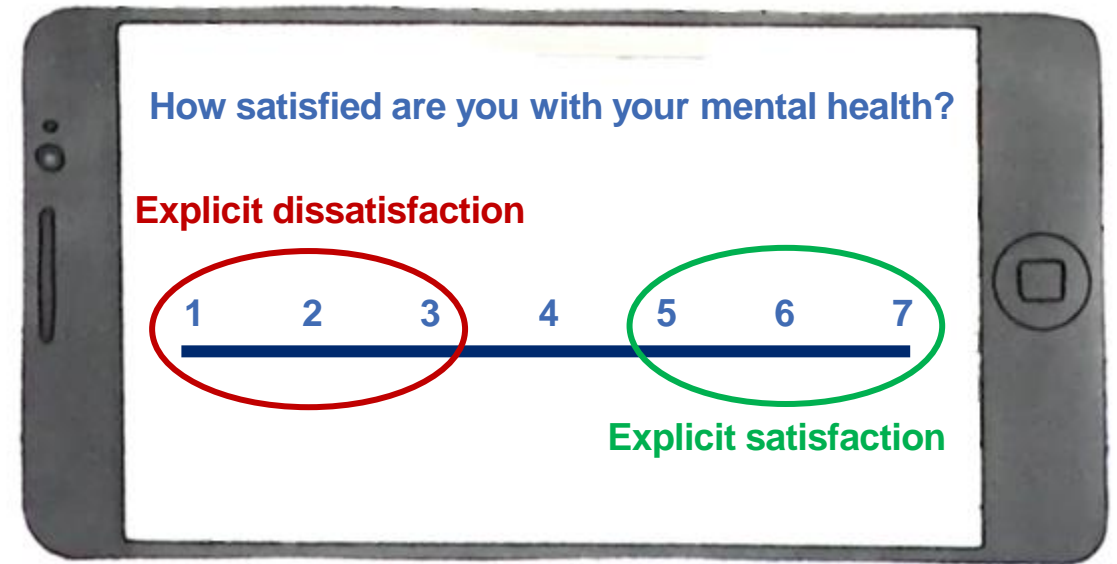 How satisfied are you with your mental health?
Explicit dissatisfaction
1 2 3 4 5 6 7
Explicit satisfaction